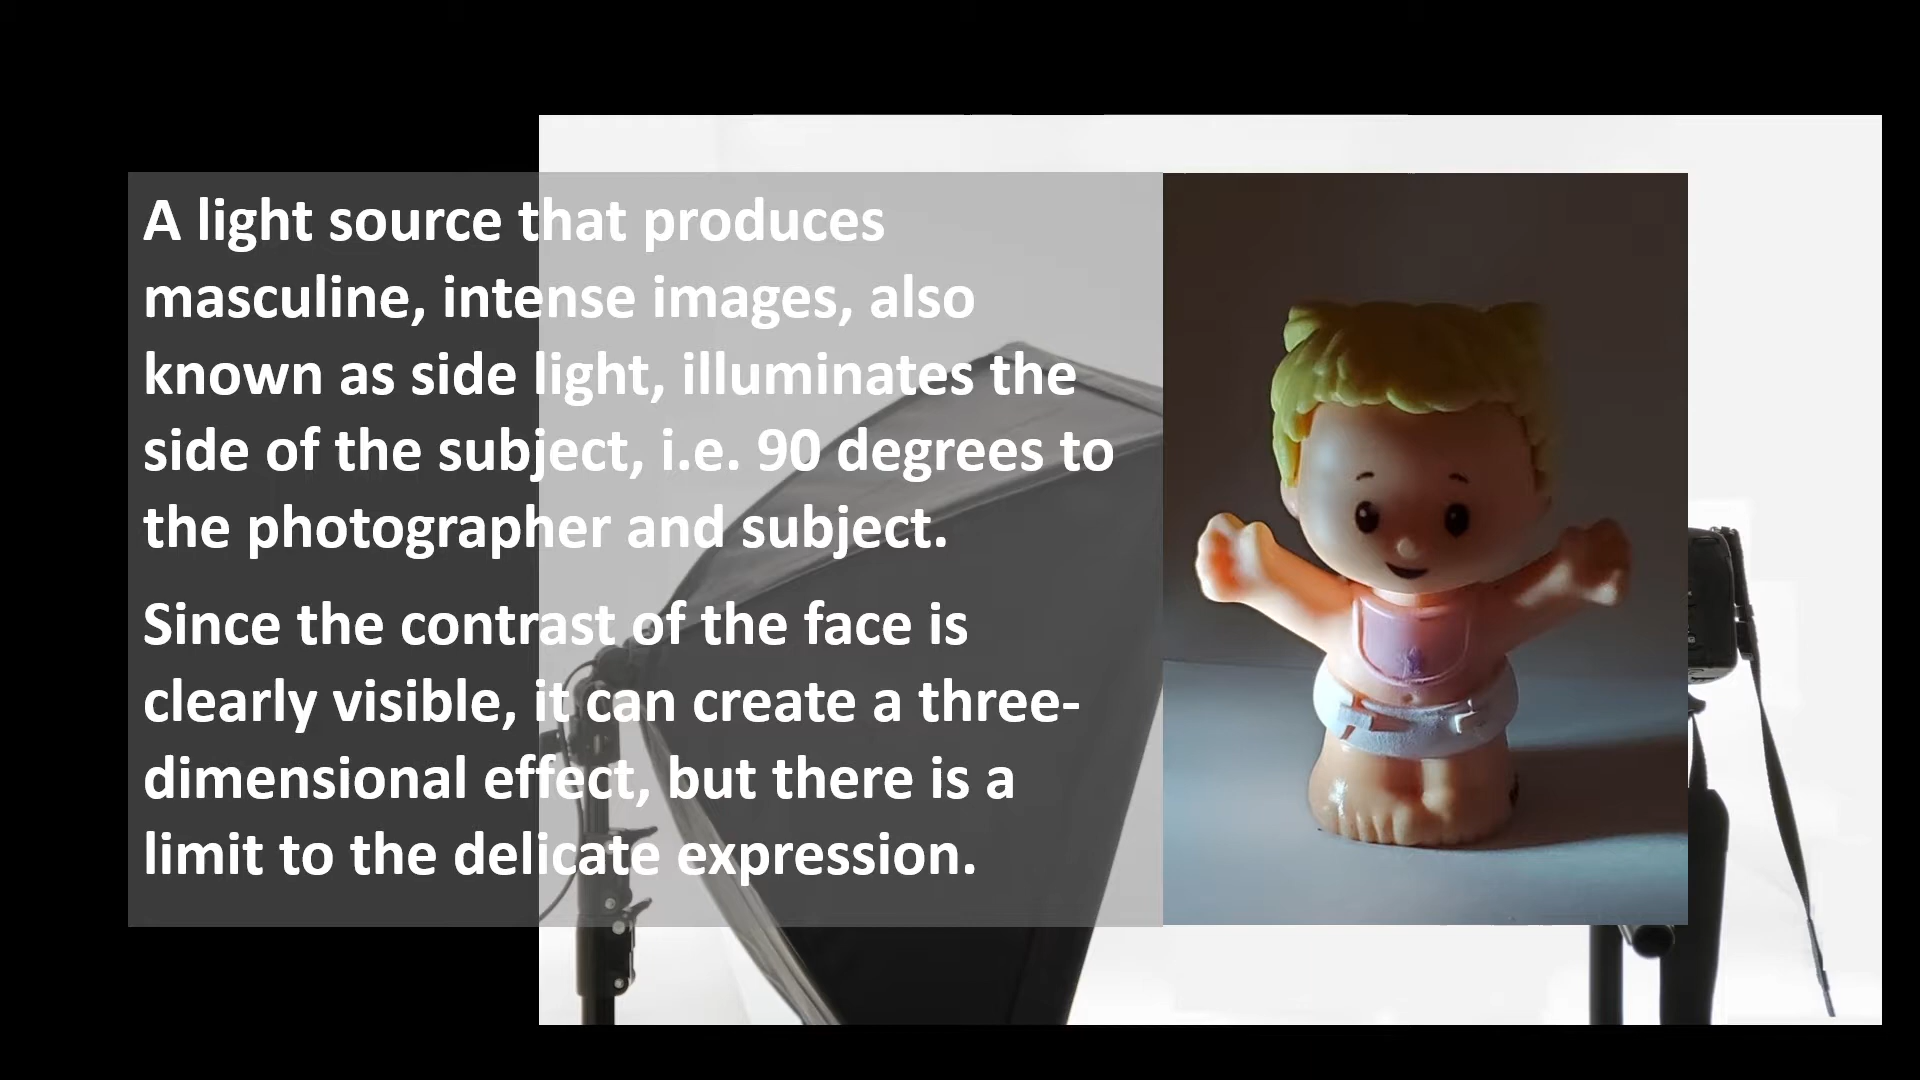 A light source that produces
masculine, intense images, also
known as side light, illuminates the
side of the subject, i.e. 90 degrees to
the photographer and subject.
Since the contrast of the face is
clearly visible, it can create a three-
dimensional effect, but there is a
limit to the delicate expression.